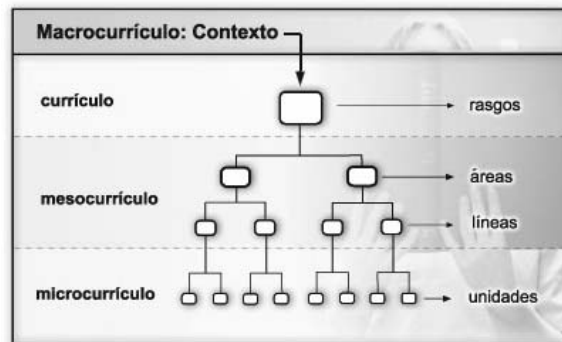 Macrocurrículo: Contexto
currículo
rasgos
áreas
mesocurrículo
líneas
microcurrículo
unidades